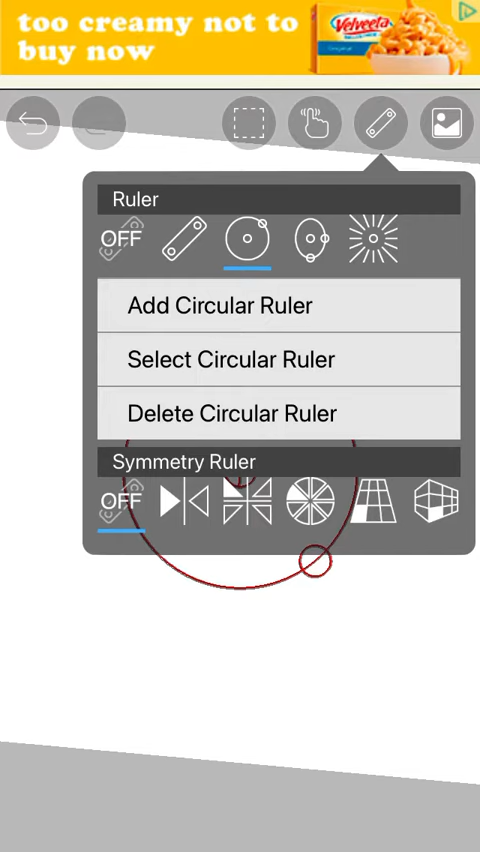 too creamy not to
buy now
Velveeta
Ruler
OFF
Add Circular Ruler
Select Circular Ruler
Delete Circular Ruler
Symmetry Ruler
OFF